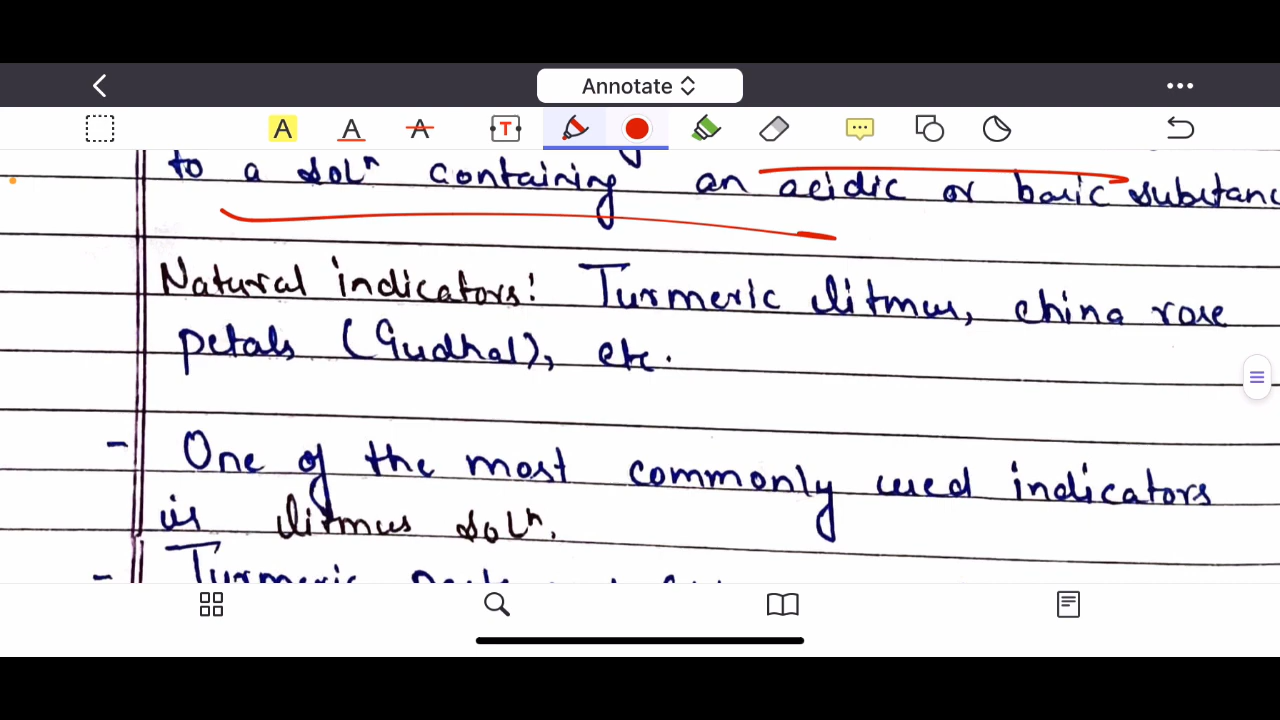 Annotate
A A A T
to a solⁿ containing an acidic or basic substanc
Natural indicators: Turmeric litmus, china rose
petals (Gudhal), etc.
- One of the most commonly used indicators
is litmus solⁿ.
- Turmeric